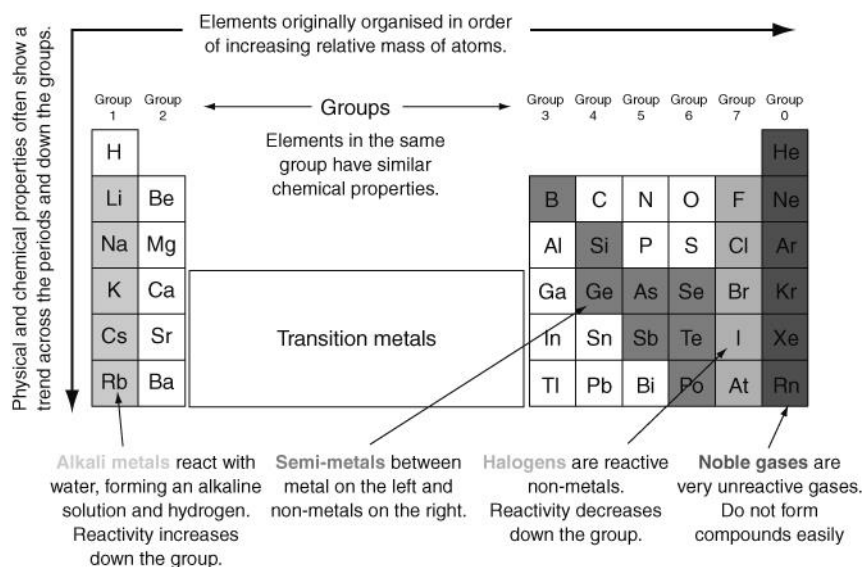 Elements originally organised in order
of increasing relative mass of atoms.
Physical and chemical properties often show a
trend across the periods and down the groups.
Group
1
Group
2
Groups
Elements in the same
group have similar
chemical properties.
Group
3
Group
4
Group
5
Group
6
Group
7
Group
0
H He
Li Be B C N O F Ne
Na Mg Al Si P S Cl Ar
K Ca Ga Ge As Se Br Kr
Cs Sr Transition metals In Sn Sb Te I Xe
Rb Ba Tl Pb Bi Po At Rn
Alkali metals react with
water, forming an alkaline
solution and hydrogen.
Reactivity increases
down the group.
Semi-metals between
metal on the left and
non-metals on the right.
Halogens are reactive
non-metals.
Reactivity decreases
down the group.
Noble gases are
very unreactive gases.
Do not form
compounds easily